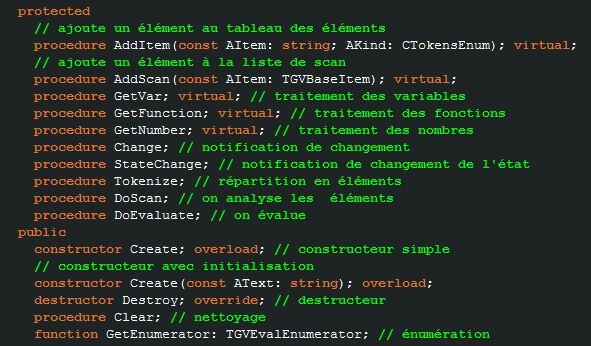 protected
// ajoute un élément au tableau des éléments
procedure AddItem(const AItem: string; AKind: CTokensEnum); virtual;
// ajoute un élément à la liste de scan
procedure AddScan(const AItem: TGVBaseItem); virtual;
procedure GetVar; virtual; // traitement des variables
procedure GetFunction; virtual; // traitement des fonctions
procedure GetNumber; virtual; // traitement des nombres
procedure Change; // notification de changement
procedure StateChange; // notification de changement de l'état
procedure Tokenize; // répartition en éléments
procedure DoScan; // on analyse les  éléments
procedure DoEvaluate; // on évalue
public
constructor Create; overload; // constructeur simple
// constructeur avec initialisation
constructor Create(const AText: string); overload;
destructor Destroy; override; // destructeur
procedure Clear; // nettoyage
function GetEnumerator: TGVEvalEnumerator; // énumération